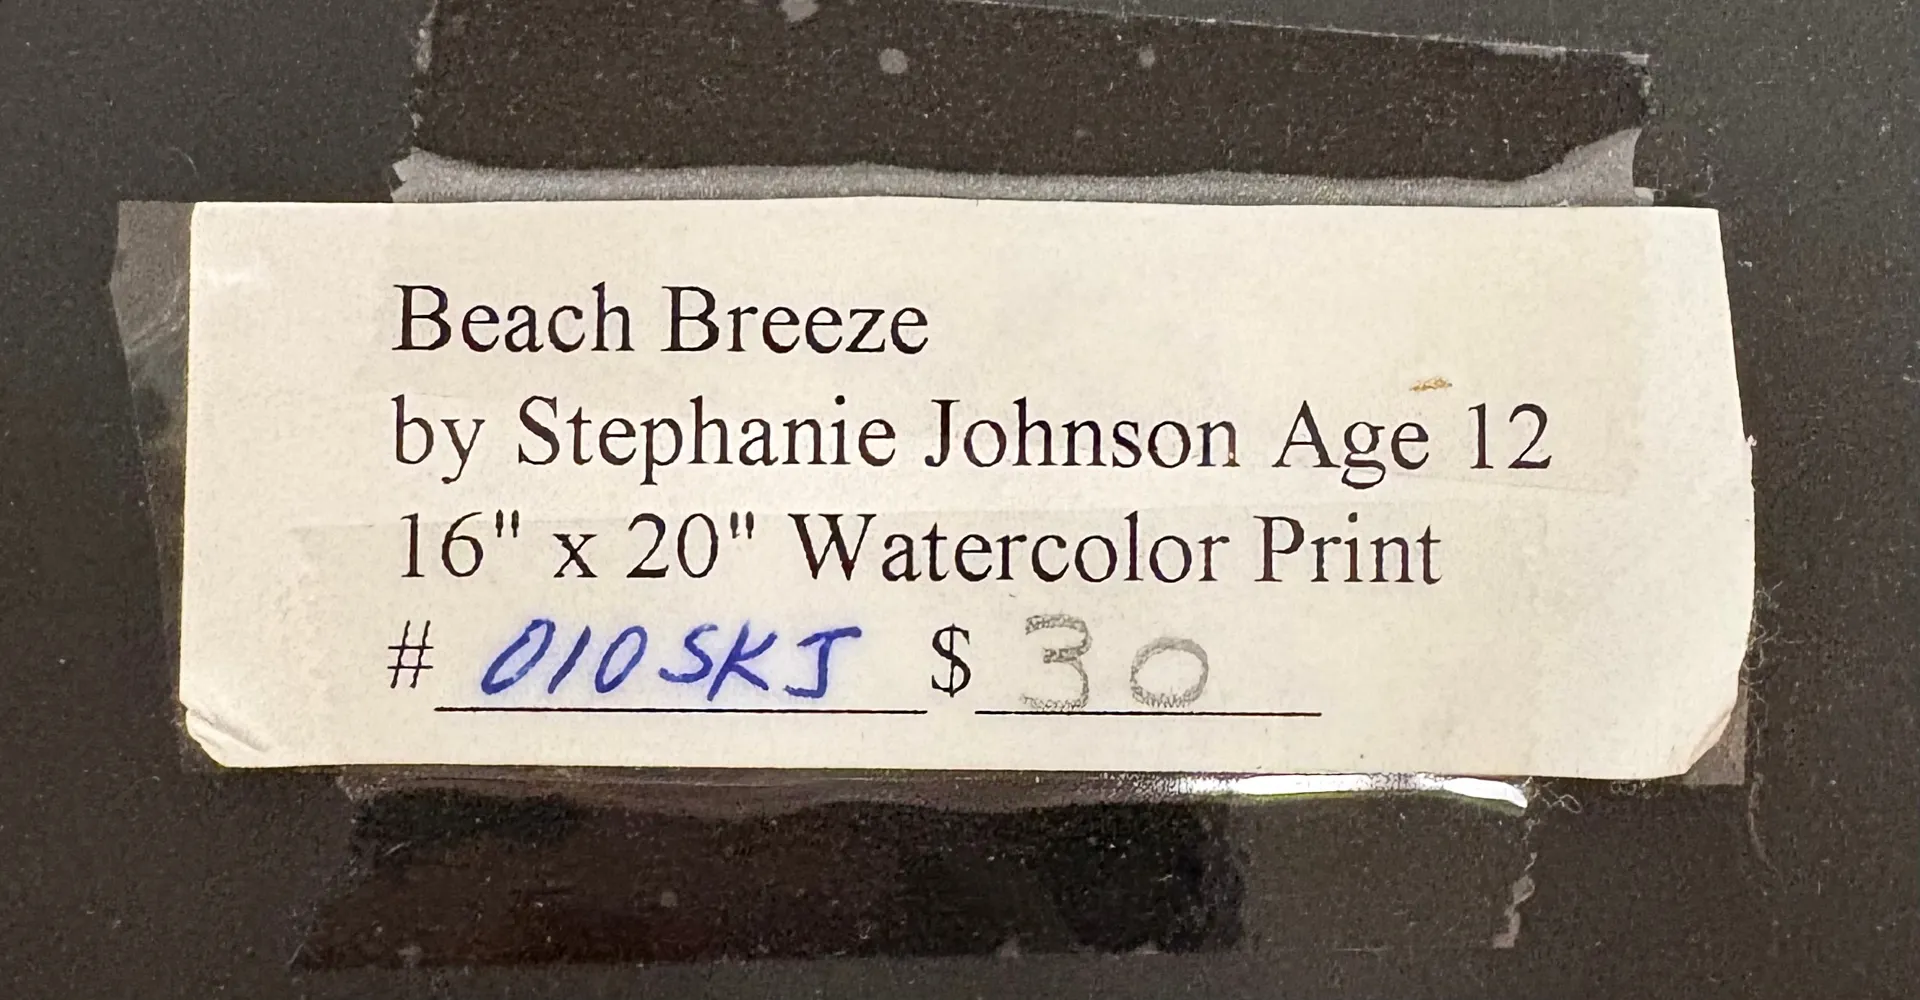 Beach Breeze
by Stephanie Johnson Age 12
16" x 20" Watercolor Print
# 010SKJ $ 30